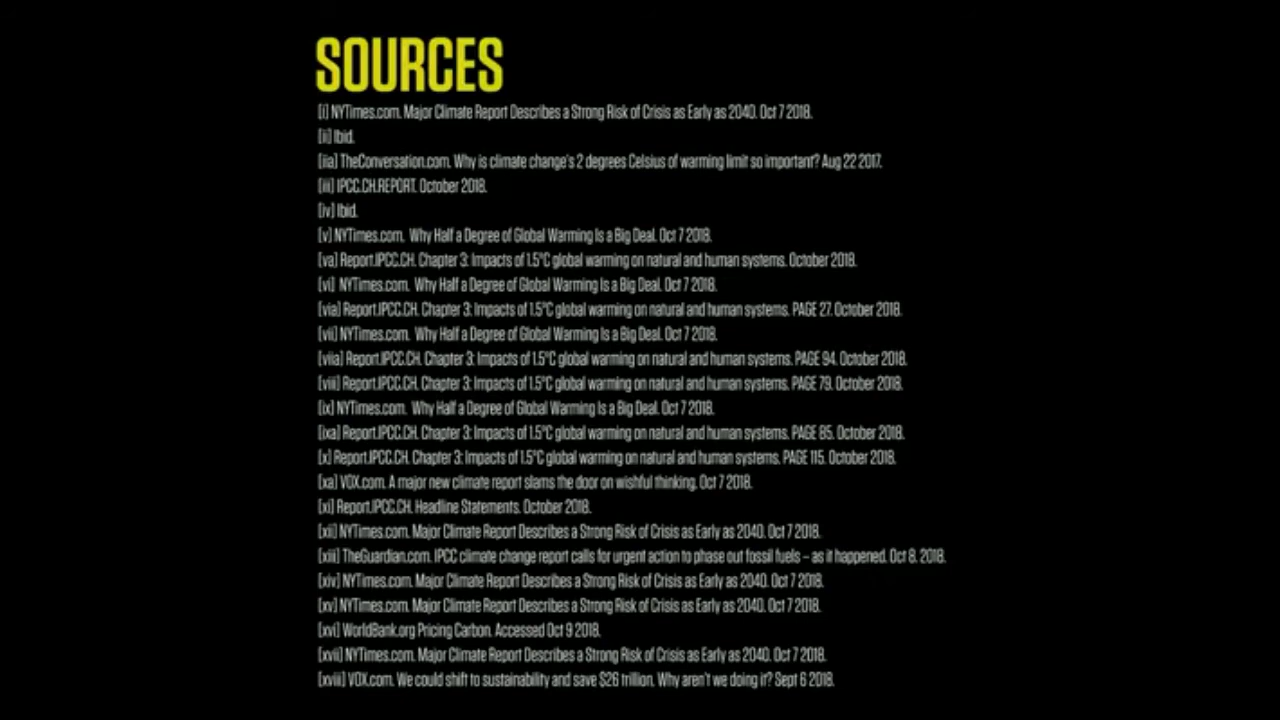 SOURCES
[i] NYTimes.com. Major Climate Report Describes a Strong Risk of Crisis as Early as 2040. Oct 7 2018.
[ii] Ibid.
[iia] TheConversation.com. Why is climate change's 2 degrees Celsius of warming limit so important? Aug 22 2017.
[iii] IPCC.CH.REPORT. October 2018.
[iv] Ibid.
[v] NYTimes.com. Why Half a Degree of Global Warming Is a Big Deal. Oct 7 2018.
[va] Report.IPCC.CH. Chapter 3: Impacts of 1.5°C global warming on natural and human systems. October 2018.
[vi] NYTimes.com. Why Half a Degree of Global Warming Is a Big Deal. Oct 7 2018.
[via] Report.IPCC.CH. Chapter 3: Impacts of 1.5°C global warming on natural and human systems. PAGE 27. October 2018.
[vii] NYTimes.com. Why Half a Degree of Global Warming Is a Big Deal. Oct 7 2018.
[viia] Report.IPCC.CH. Chapter 3: Impacts of 1.5°C global warming on natural and human systems. PAGE 94. October 2018.
[viii] Report.IPCC.CH. Chapter 3: Impacts of 1.5°C global warming on natural and human systems. PAGE 79. October 2018.
[ix] NYTimes.com. Why Half a Degree of Global Warming Is a Big Deal. Oct 7 2018.
[ixa] Report.IPCC.CH. Chapter 3: Impacts of 1.5°C global warming on natural and human systems. PAGE 85. October 2018.
[x] Report.IPCC.CH. Chapter 3: Impacts of 1.5°C global warming on natural and human systems. PAGE 115. October 2018.
[xa] VOX.com. A major new climate report slams the door on wishful thinking. Oct 7 2018.
[xi] Report.IPCC.CH. Headline Statements. October 2018.
[xii] NYTimes.com. Major Climate Report Describes a Strong Risk of Crisis as Early as 2040. Oct 7 2018.
[xiii] TheGuardian.com. IPCC climate change report calls for urgent action to phase out fossil fuels – as it happened. Oct 8. 2018.
[xiv] NYTimes.com. Major Climate Report Describes a Strong Risk of Crisis as Early as 2040. Oct 7 2018.
[xv] NYTimes.com. Major Climate Report Describes a Strong Risk of Crisis as Early as 2040. Oct 7 2018.
[xvi] WorldBank.org Pricing Carbon. Accessed Oct 9 2018.
[xvii] NYTimes.com. Major Climate Report Describes a Strong Risk of Crisis as Early as 2040. Oct 7 2018.
[xviii] VOX.com. We could shift to sustainability and save $26 trillion. Why aren't we doing it? Sept 6 2018.